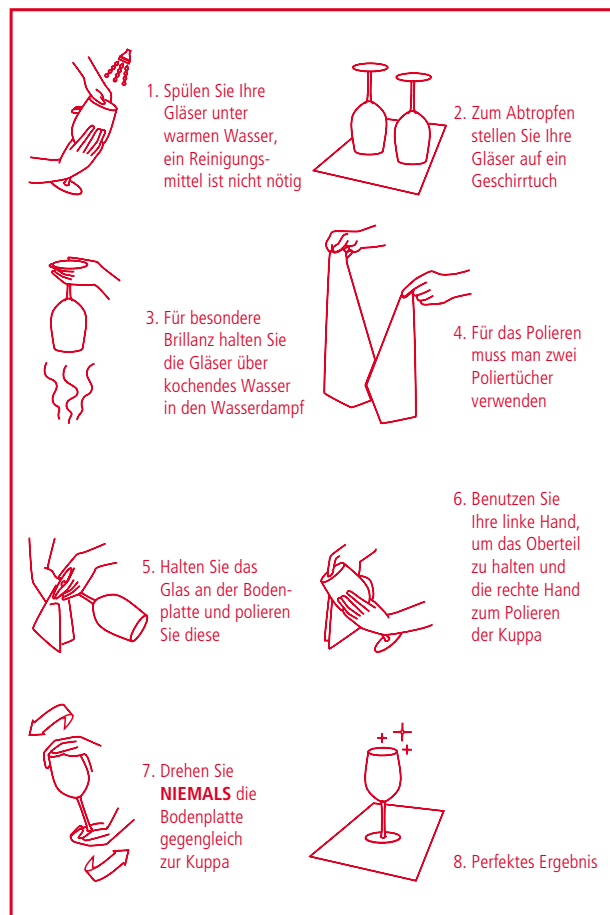 1. Spülen Sie Ihre
Gläser unter
warmen Wasser,
ein Reinigungs-
mittel ist nicht nötig
2. Zum Abtropfen
stellen Sie Ihre
Gläser auf ein
Geschirrtuch
3. Für besondere
Brillanz halten Sie
die Gläser über
kochendes Wasser
in den Wasserdampf
4. Für das Polieren
muss man zwei
Poliertücher
verwenden
5. Halten Sie das
Glas an der Boden-
platte und polieren
Sie diese
6. Benutzen Sie
Ihre linke Hand,
um das Oberteil
zu halten und
die rechte Hand
zum Polieren
der Kuppa
7. Drehen Sie
NIEMALS die
Bodenplatte
gegengleich
zur Kuppa
8. Perfektes Ergebnis